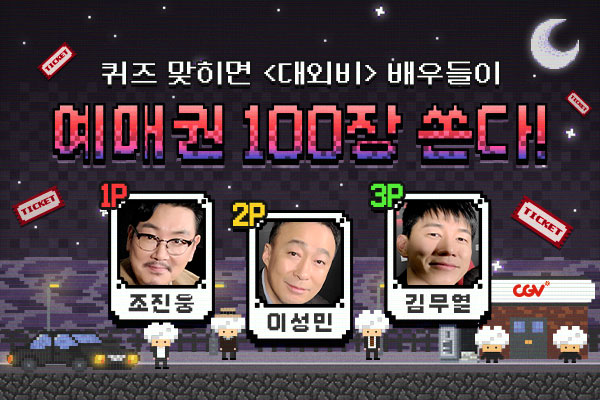 퀴즈 맞히면 <대외비> 배우들이
예매권 100장 쏜다!
TICKET
TICKET
TICKET
TICKET
1P
조진웅
2P
이성민
3P
김무열
CGV